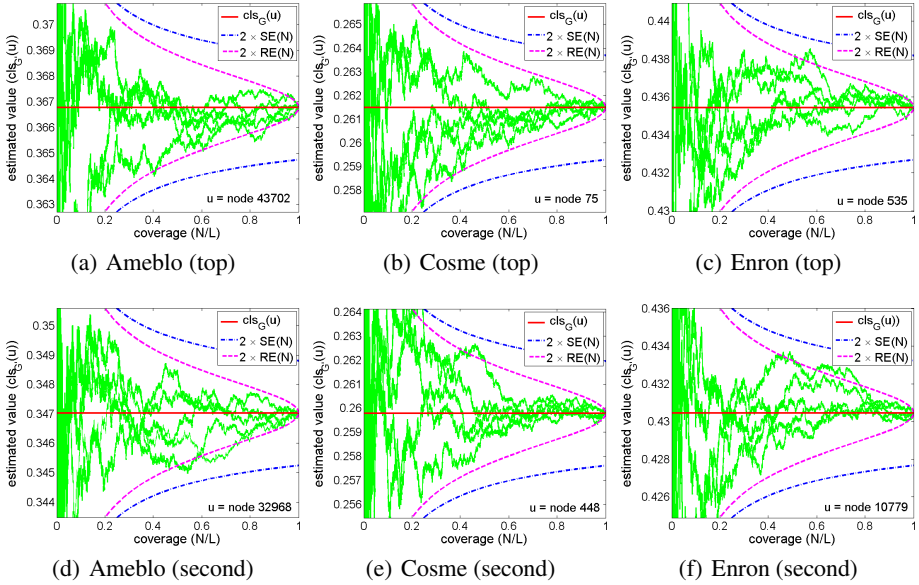 estimated value (cls_G'(u))
0.37
0.369
0.368
0.367
0.366
0.365
0.364
0.363
cls_G(u)
2 × SE(N)
2 × RE(N)
u = node 43702
0 0.2 0.4 0.6 0.8 1
coverage (N/L)
(a) Ameblo (top)
estimated value (cls_G'(u))
0.265
0.264
0.263
0.261
0.26
0.259
0.258
cls_G(u)
2 × SE(N)
2 × RE(N)
u = node 75
0 0.2 0.4 0.6 0.8 1
coverage (N/L)
(b) Cosme (top)
estimated value (cls_G'(u))
0.44
0.438
0.436
0.434
0.433
0.43
cls_G(u)
2 × SE(N)
2 × RE(N)
u = node 535
0 0.2 0.4 0.6 0.8 1
coverage (N/L)
(c) Enron (top)
estimated value (cls_G'(u))
0.35
0.349
0.348
0.347
0.346
0.345
0.344
cls_G(u)
2 × SE(N)
2 × RE(N)
u = node 32968
0 0.2 0.4 0.6 0.8 1
coverage (N/L)
(d) Ameblo (second)
estimated value (cls_G'(u))
0.264
0.262
0.261
0.26
0.259
0.257
0.256
cls_G(u)
2 × SE(N)
2 × RE(N)
u = node 448
0 0.2 0.4 0.6 0.8 1
coverage (N/L)
(e) Cosme (second)
estimated value (cls_G'(u))
0.436
0.434
0.432
0.430
0.428
0.426
cls_G(u))
2 × SE(N)
2 × RE(N)
u = node 10779
0 0.2 0.4 0.6 0.8 1
coverage (N/L)
(f) Enron (second)